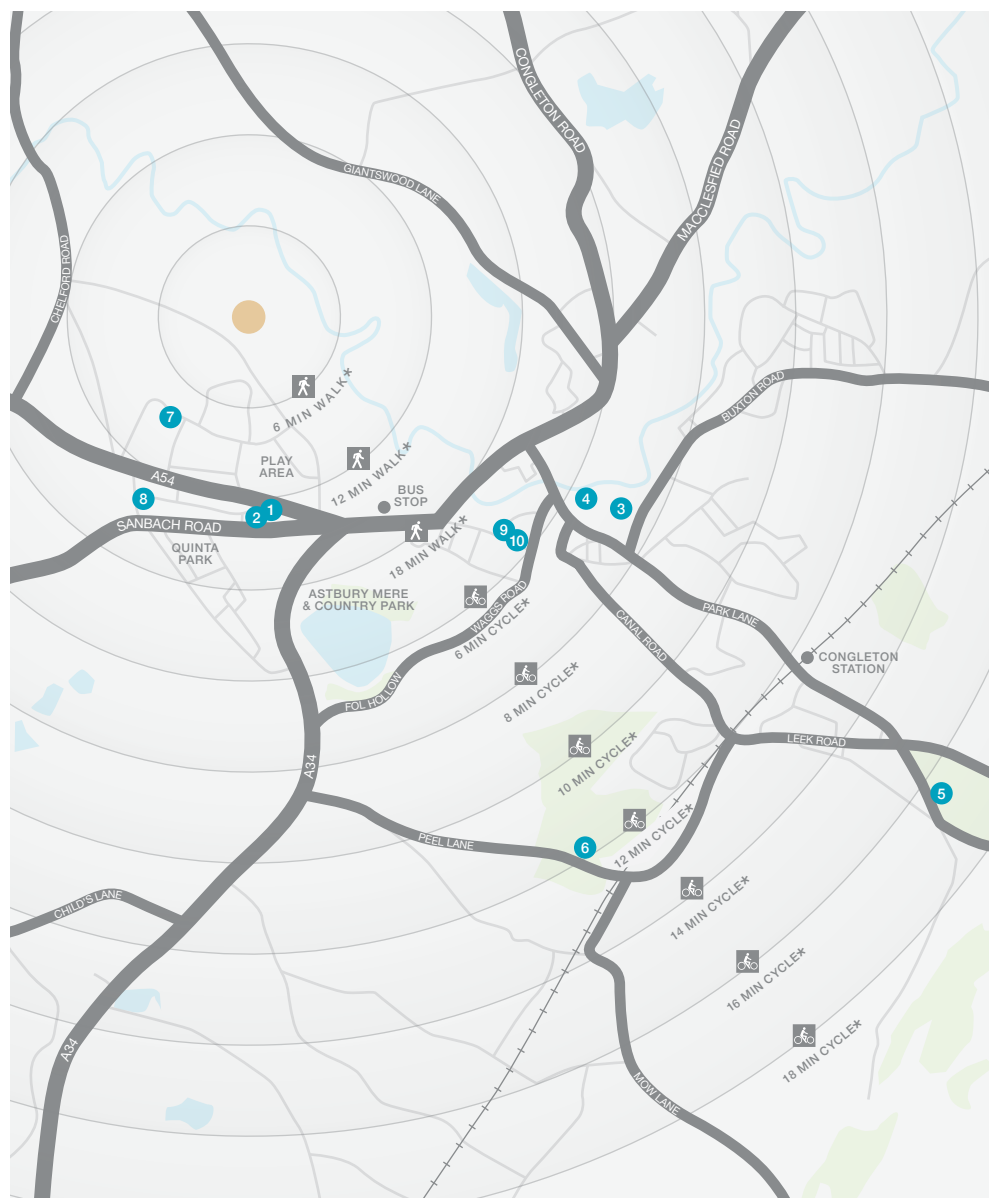 CONGLETON ROAD
MACCLESFIELD ROAD
GIANTSWOOD LANE
CHELFORD ROAD
6 MIN WALK*
BUXTON ROAD
7
12 MIN WALK*
PLAY
AREA
A54
BUS
STOP
8
1
2
4
3
SANBACH ROAD
9
10
18 MIN WALK*
QUINTA
PARK
ASTBURY MERE
& COUNTRY PARK
WAGGS ROAD
6 MIN CYCLE*
PARK LANE
CANAL ROAD
CONGLETON
STATION
8 MIN CYCLE*
FOL HOLLOW
LEEK ROAD
A34
10 MIN CYCLE*
5
12 MIN CYCLE*
PEEL LANE
6
14 MIN CYCLE*
CHILD'S LANE
16 MIN CYCLE*
A34
18 MIN CYCLE*
MOW LANE